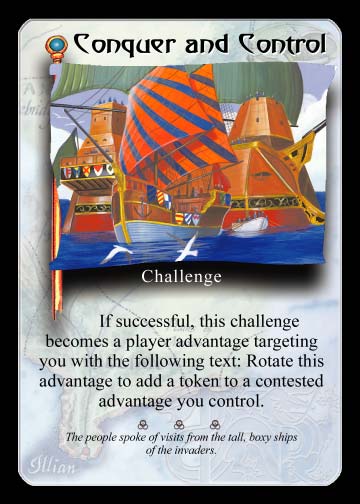 Conquer and Control
Challenge
If successful, this challenge
becomes a player advantage targeting
you with the following text: Rotate this
advantage to add a token to a contested
advantage you control.
The people spoke of visits from the tall, boxy ships
of the invaders.
Illian